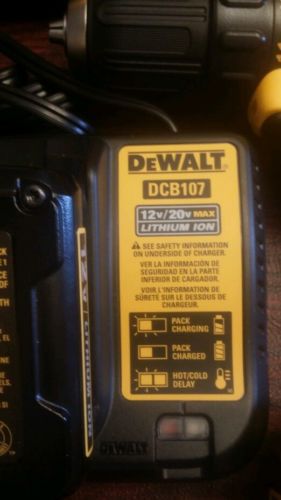 DEWALT
DCB107
12V/20V MAX
LITHIUM ION
SEE SAFETY INFORMATION
ON UNDERSIDE OF CHARGER.
VER LA INFORMACIÓN DE
SEGURIDAD EN LA PARTE
INFERIOR DE CARGADOR.
VOIR L'INFORMATION DE
SÛRETÉ SUR LE DESSOUS DE
CHARGEUR.
PACK
CHARGING
PACK
CHARGED
HOT/COLD
DELAY
DEWALT
LITHIUM ION